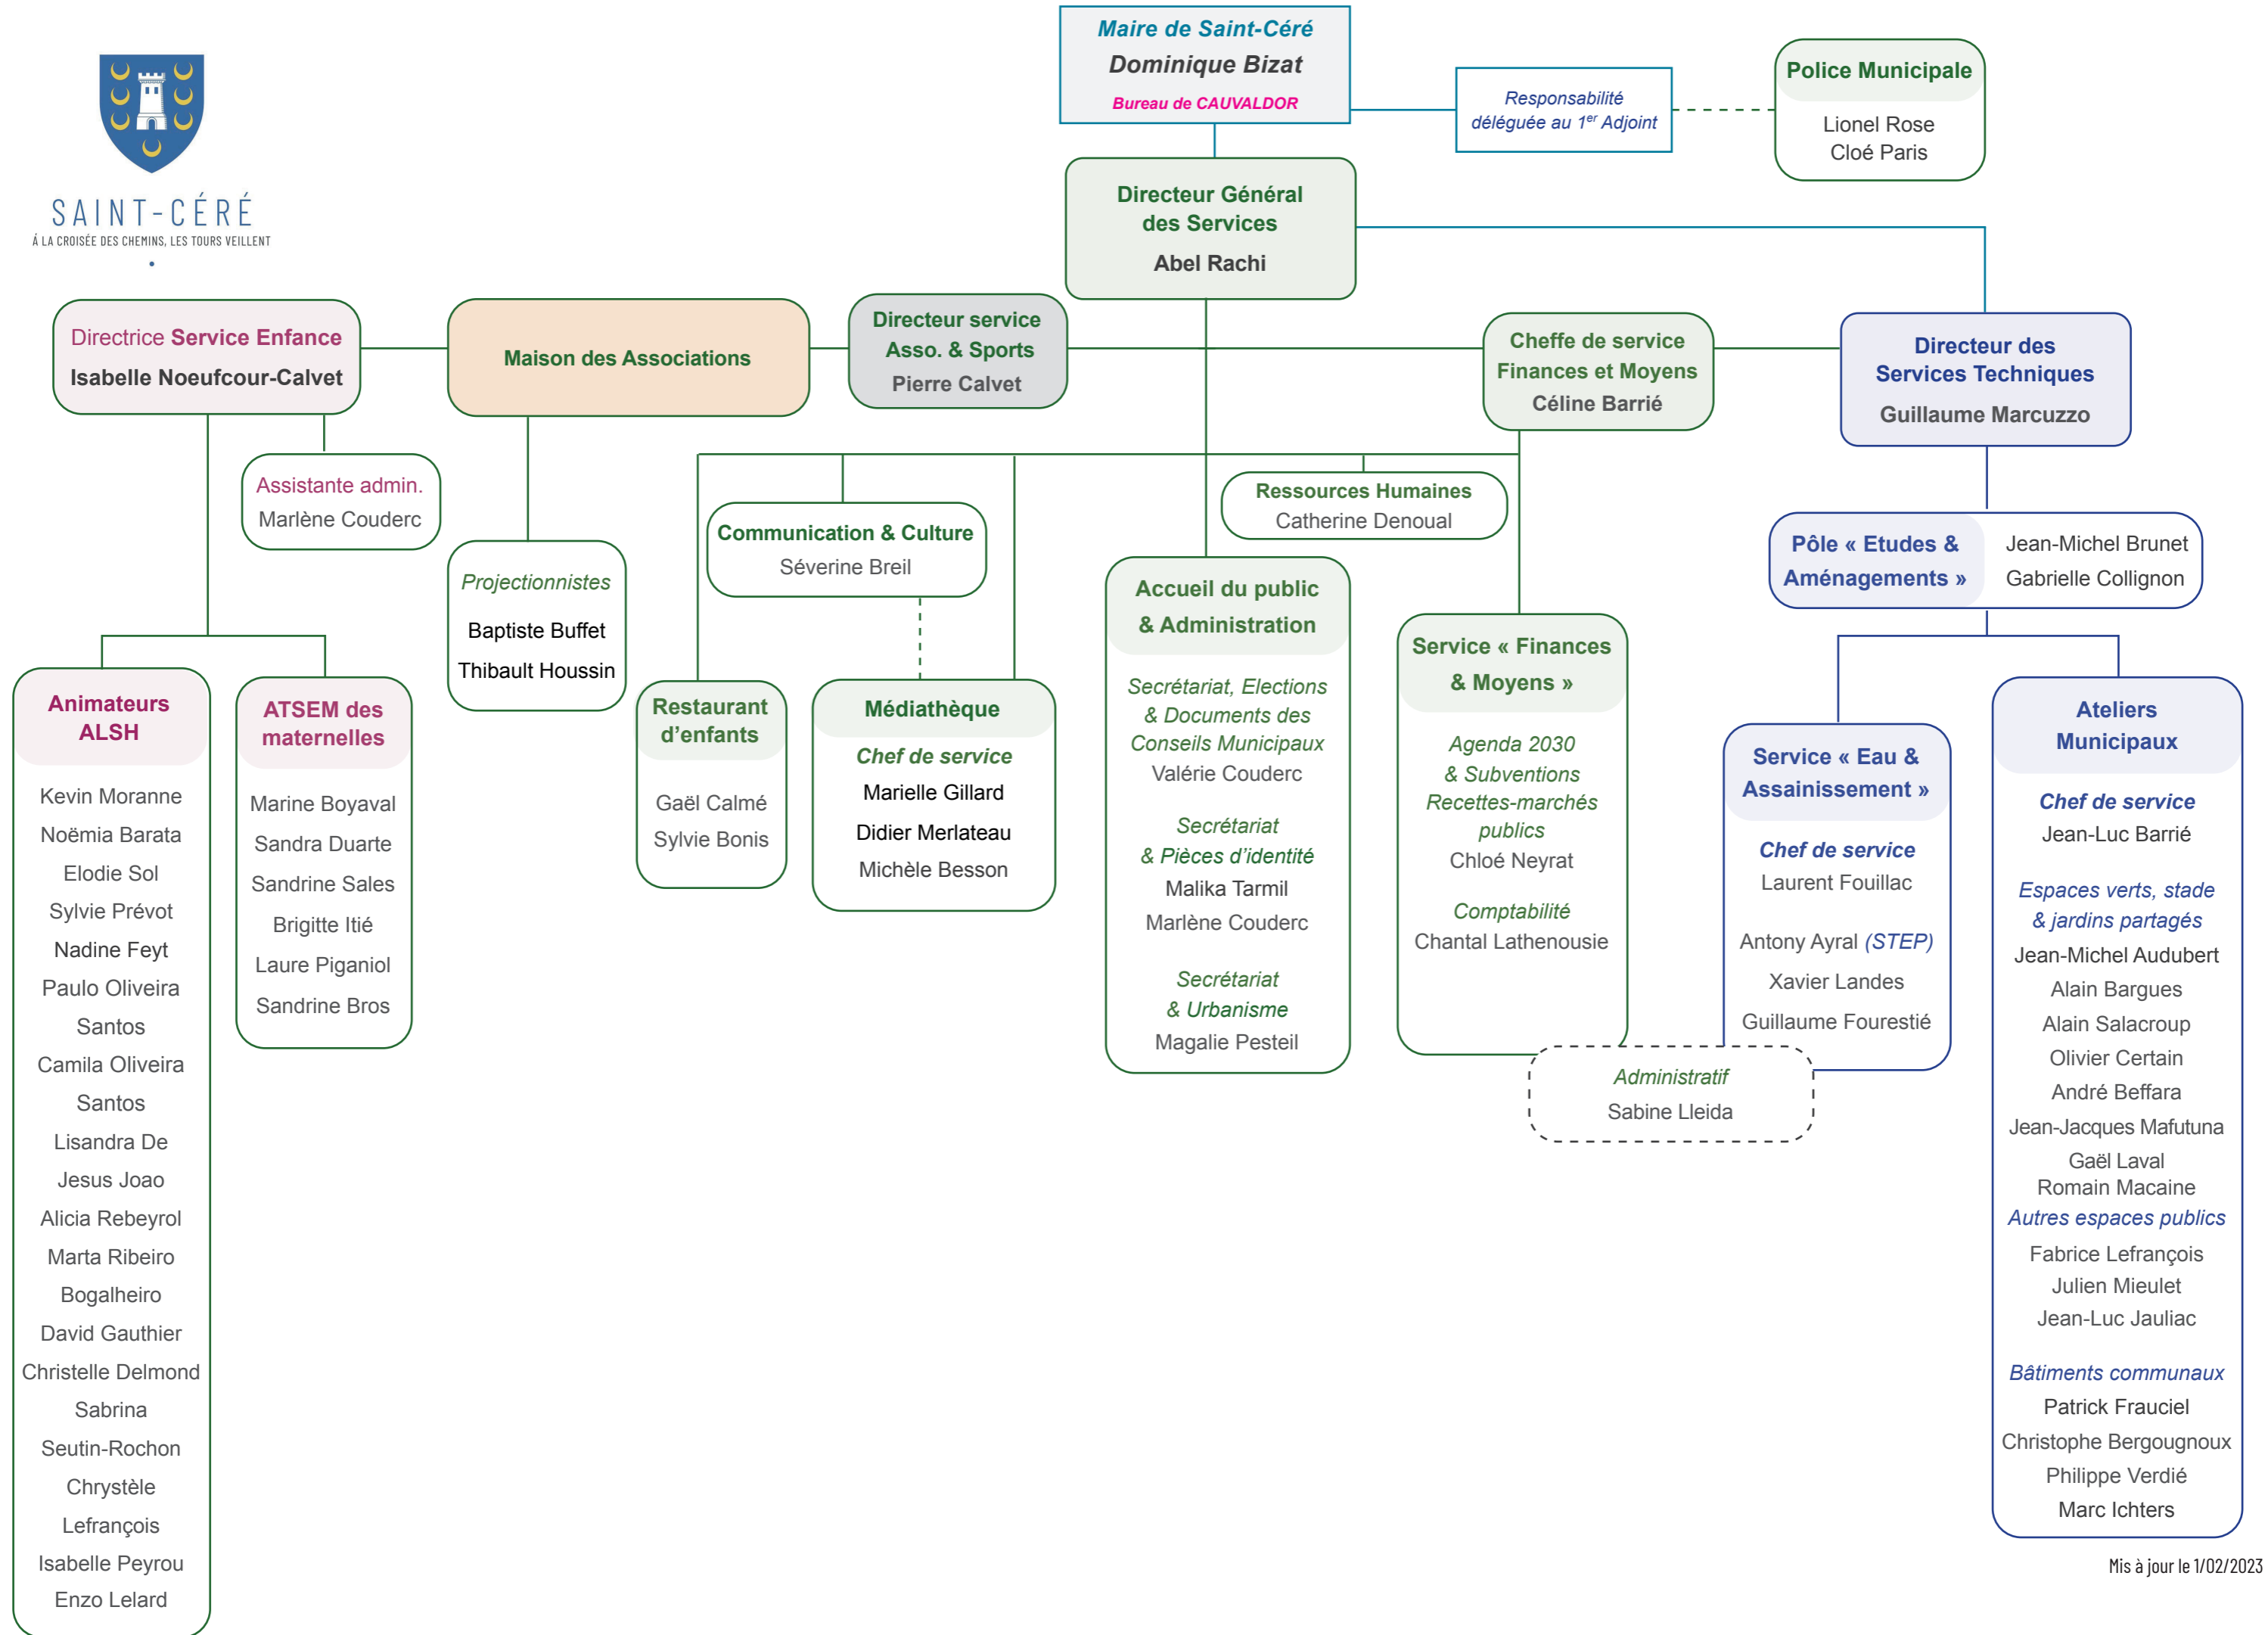 SAINT-CÉRÉ
À LA CROISÉE DES CHEMINS, LES TOURS VEILLENT
Maire de Saint-Céré
Dominique Bizat
Bureau de CAUVALDOR
Responsabilité
déléguée au 1er Adjoint
Police Municipale
Lionel Rose
Cloé Paris
Directeur Général
des Services
Abel Rachi
Directrice Service Enfance
Isabelle Noeufcour-Calvet
Maison des Associations
Directeur service
Asso. & Sports
Pierre Calvet
Cheffe de service
Finances et Moyens
Céline Barrié
Directeur des
Services Techniques
Guillaume Marcuzzo
Assistante admin.
Marlène Couderc
Projectionnistes
Baptiste Buffet
Thibault Houssin
Communication & Culture
Séverine Breil
Ressources Humaines
Catherine Denoual
Pôle « Etudes &
Aménagements »
Jean-Michel Brunet
Gabrielle Collignon
Animateurs
ALSH
Kevin Moranne
Noëmia Barata
Elodie Sol
Sylvie Prévot
Nadine Feyt
Paulo Oliveira
Santos
Camila Oliveira
Santos
Lisandra De
Jesus Joao
Alicia Rebeyrol
Marta Ribeiro
Bogalheiro
David Gauthier
Christelle Delmond
Sabrina
Seutin-Rochon
Chrystèle
Lefrançois
Isabelle Peyrou
Enzo Lelard
ATSEM des
maternelles
Marine Boyaval
Sandra Duarte
Sandrine Sales
Brigitte Itié
Laure Piganiol
Sandrine Bros
Restaurant
d’enfants
Gaël Calmé
Sylvie Bonis
Médiathèque
Chef de service
Marielle Gillard
Didier Merlateau
Michèle Besson
Accueil du public
& Administration
Secrétariat, Elections
& Documents des
Conseils Municipaux
Valérie Couderc
Secrétariat
& Pièces d’identité
Malika Tarmil
Marlène Couderc
Secrétariat
& Urbanisme
Magalie Pesteil
Service « Finances
& Moyens »
Agenda 2030
& Subventions
Recettes-marchés
publics
Chloé Neyrat
Comptabilité
Chantal Lathenousie
Administratif
Sabine Lleida
Service « Eau &
Assainissement »
Chef de service
Laurent Fouillac
Antony Ayral (STEP)
Xavier Landes
Guillaume Fourestié
Ateliers
Municipaux
Chef de service
Jean-Luc Barrié
Espaces verts, stade
& jardins partagés
Jean-Michel Audubert
Alain Bargues
Alain Salacroup
Olivier Certain
André Beffara
Jean-Jacques Mafutuna
Gaël Laval
Romain Macaine
Autres espaces publics
Fabrice Lefrançois
Julien Mieulet
Jean-Luc Jauliac
Bâtiments communaux
Patrick Frauciel
Christophe Bergougnoux
Philippe Verdié
Marc Ichters
Mis à jour le 1/02/2023